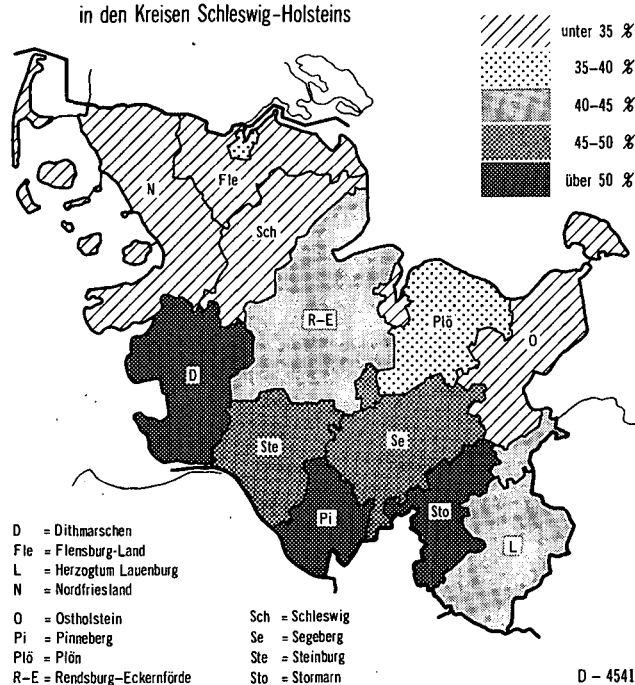 in den Kreisen Schleswig-Holsteins
unter 35 %
35-40 %
40-45 %
45-50 %
über 50 %
N
Fle
Sch
R-E
Plö
O
D
Ste
Se
Pi
Sto
L
D = Dithmarschen
Fle = Flensburg-Land
L = Herzogtum Lauenburg
N = Nordfriesland
O = Ostholstein
Pi = Pinneberg
Plö = Plön
R-E = Rendsburg-Eckernförde
Sch = Schleswig
Se = Segeberg
Ste = Steinburg
Sto = Stormarn
D - 4541